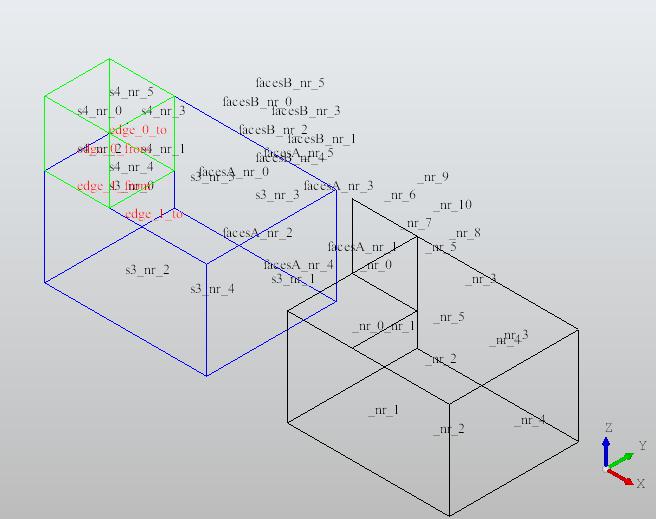 facesB_nr_5
s4_nr_5
facesB_nr_0
s4_nr_0
s4_nr_3
facesB_nr_3
edge_0_to
facesB_nr_2
facesB_nr_1
edge_0_from
s4_nr_1
facesA_nr_5
facesB_nr_4
s4_nr_4
facesA_nr_0
_nr_9
s3_nr_0
facesA_nr_3
s3_nr_3
_nr_6
_nr_10
edge_1_to
_nr_7
facesA_nr_2
_nr_8
facesA_nr_1
_nr_5
s3_nr_2
facesA_nr_4
_nr_0
s3_nr_1
_nr_3
s3_nr_4
_nr_5
_nr_0
_nr_1
_nr_3
_nr_4
_nr_2
_nr_1
_nr_4
_nr_2
Z
Y
X